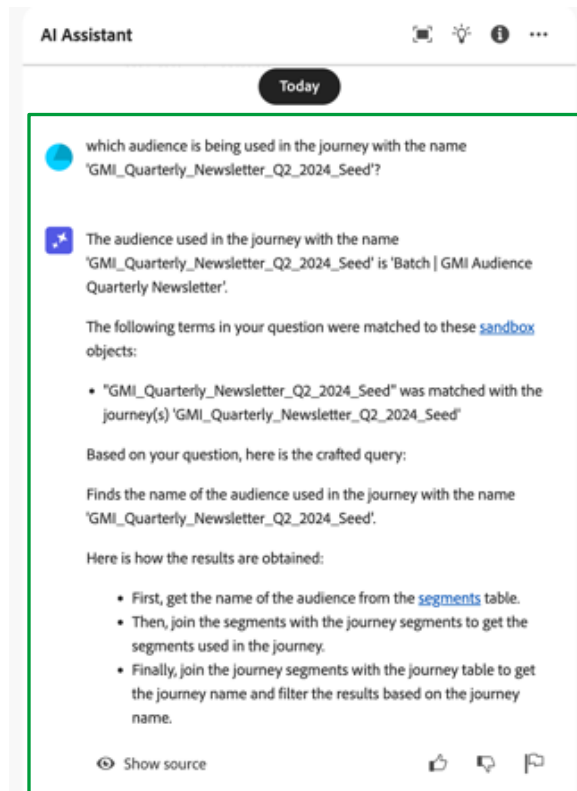 AI Assistant
Today
which audience is being used in the journey with the name
'GMI_Quarterly_Newsletter_Q2_2024_Seed'?
The audience used in the journey with the name
'GMI_Quarterly_Newsletter_Q2_2024_Seed' is 'Batch | GMI Audience
Quarterly Newsletter'.
The following terms in your question were matched to these sandbox
objects:
• "GMI_Quarterly_Newsletter_Q2_2024_Seed" was matched with the
journey(s) 'GMI_Quarterly_Newsletter_Q2_2024_Seed'
Based on your question, here is the crafted query:
Finds the name of the audience used in the journey with the name
'GMI_Quarterly_Newsletter_Q2_2024_Seed'.
Here is how the results are obtained:
• First, get the name of the audience from the segments table.
• Then, join the segments with the journey segments to get the
segments used in the journey.
• Finally, join the journey segments with the journey table to get
the journey name and filter the results based on the journey
name.
Show source